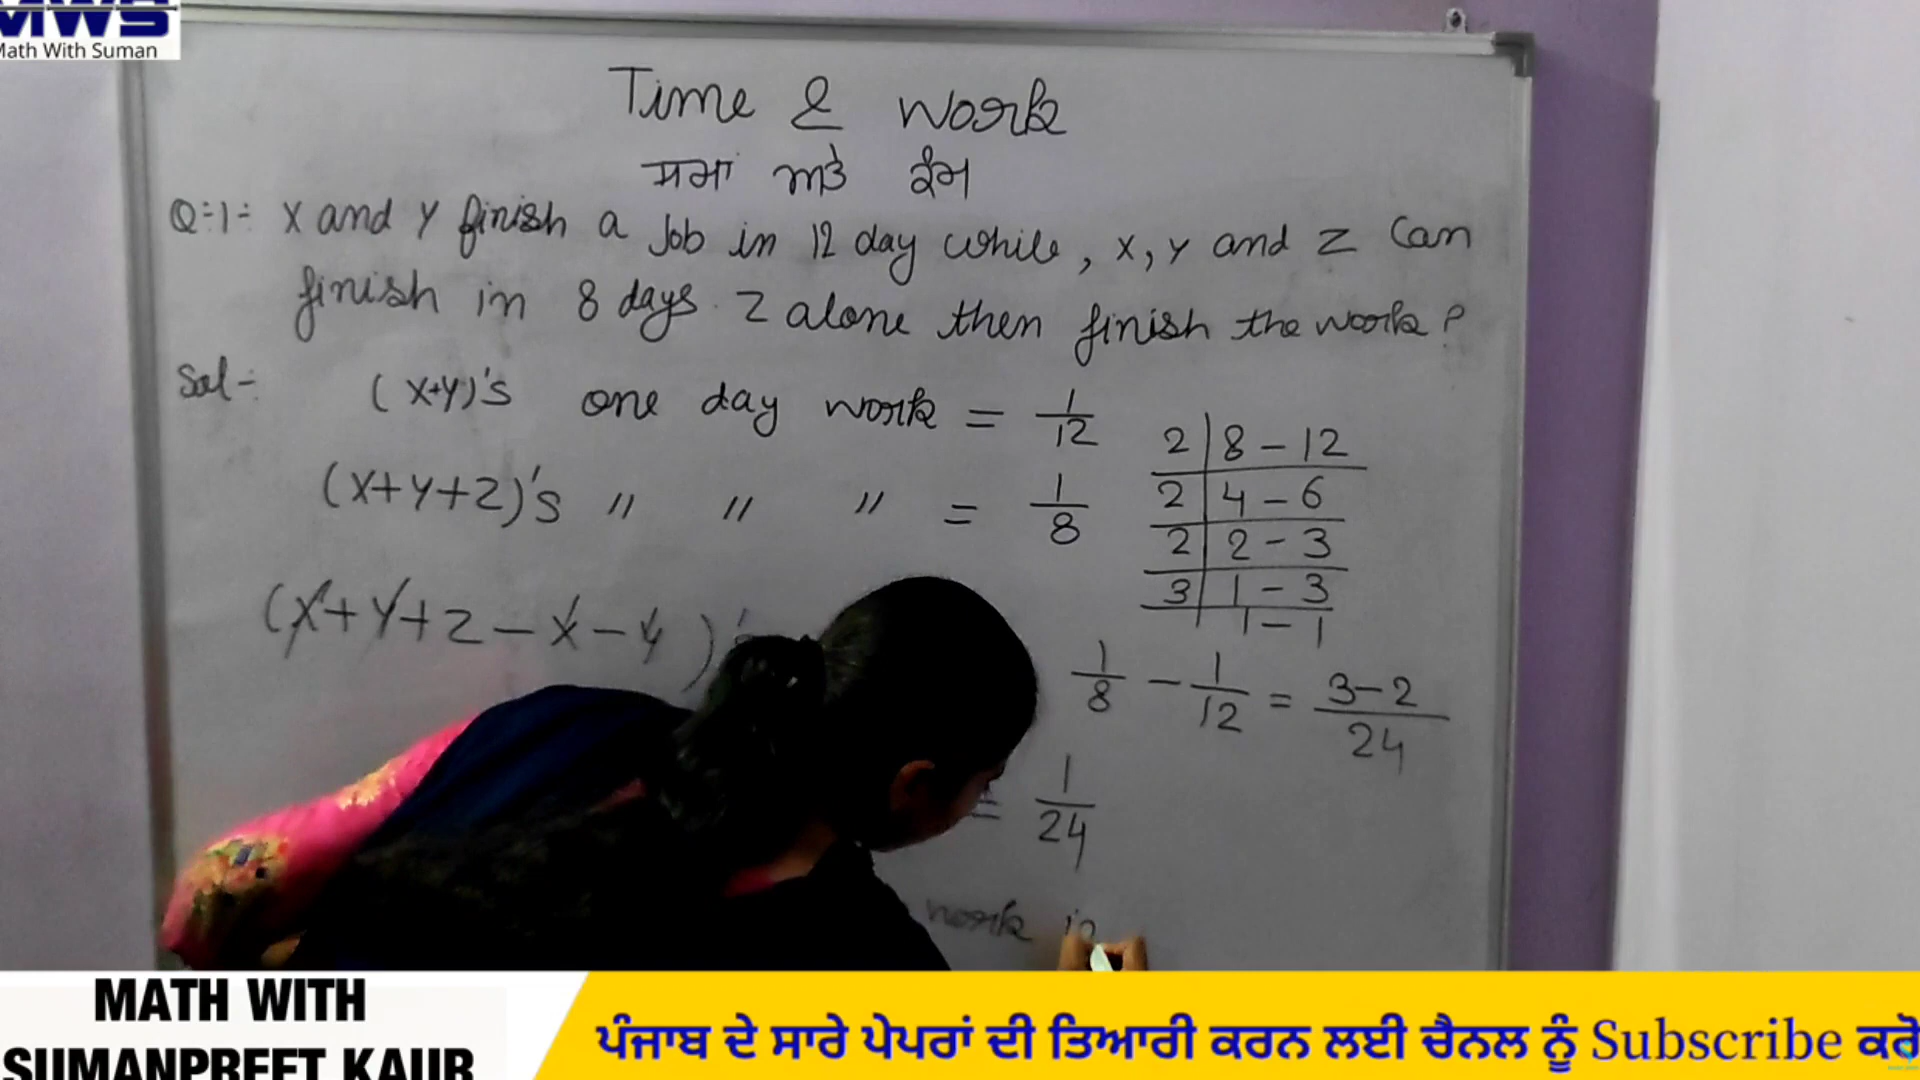 MWS
Math With Suman
Time & Work
ਸਮਾਂ ਅਤੇ ਕੰਮ
Q:-1:- X and Y finish a Job in 12 day while, X, Y and Z Can
finish in 8 days. Z alone then finish the work?
Sol-: (X+Y)'s one day work = 1/12
(X+Y+Z)'s " " " = 1/8
2 | 8 - 12
2 | 4 - 6
2 | 2 - 3
3 | 1 - 3
1 - 1
(X+Y+Z-X-Y)'s
1/8 - 1/12 = 3-2/24
= 1/24
work in
MATH WITH
SUMANPREET KAUR
ਪੰਜਾਬ ਦੇ ਸਾਰੇ ਪੇਪਰਾਂ ਦੀ ਤਿਆਰੀ ਕਰਨ ਲਈ ਚੈਨਲ ਨੂੰ Subscribe ਕਰੋ